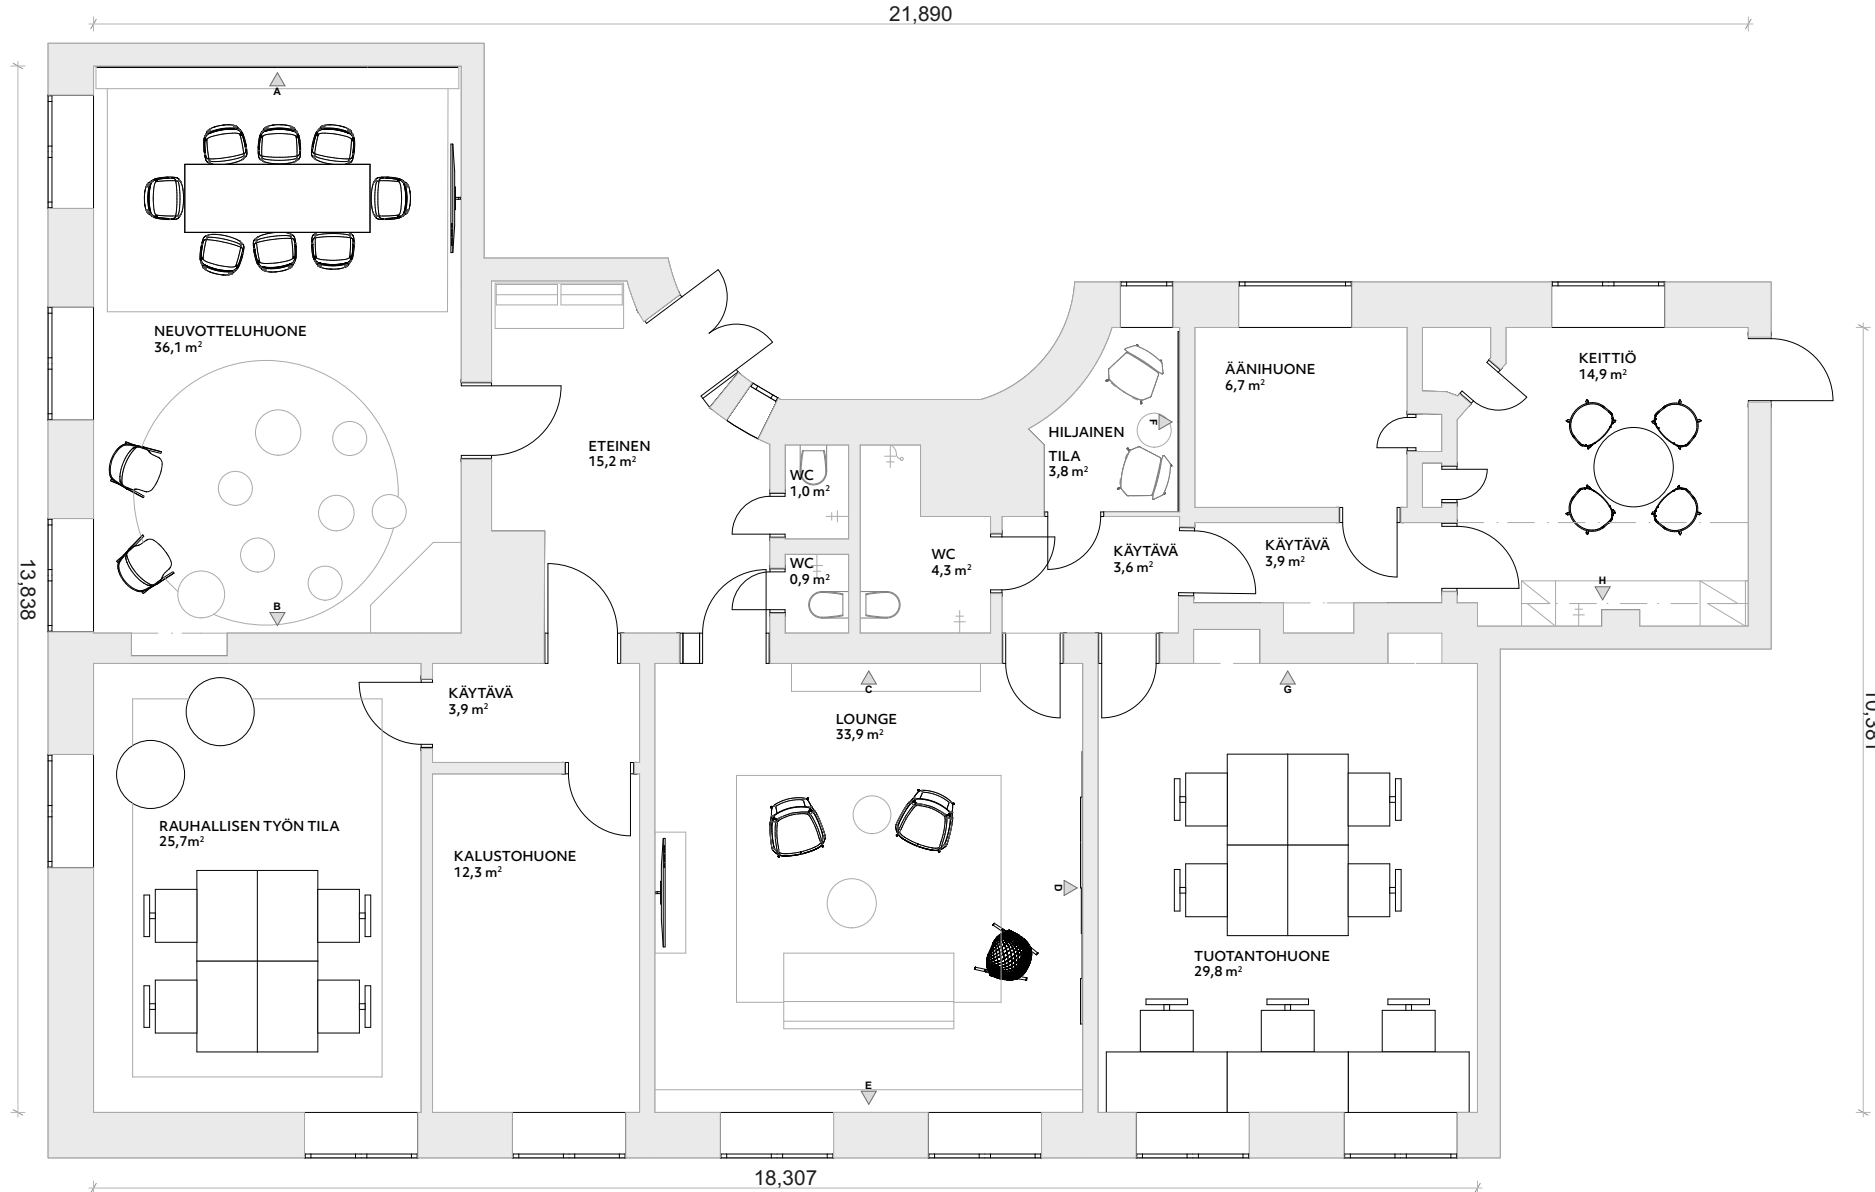 21,890
A
NEUVOTTELUHUONE
36,1 m²
B
ETEINEN
15,2 m²
WC
1,0 m²
WC
0,9 m²
WC
4,3 m²
HILJAINEN
TILA
3,8 m²
F
ÄÄNIHUONE
6,7 m²
KEITTIÖ
14,9 m²
KÄYTÄVÄ
3,6 m²
KÄYTÄVÄ
3,9 m²
H
13,838
10,381
KÄYTÄVÄ
3,9 m²
C
LOUNGE
33,9 m²
G
RAUHALLISEN TYÖN TILA
25,7m²
KALUSTOHUONE
12,3 m²
D
TUOTANTOHUONE
29,8 m²
E
18,307